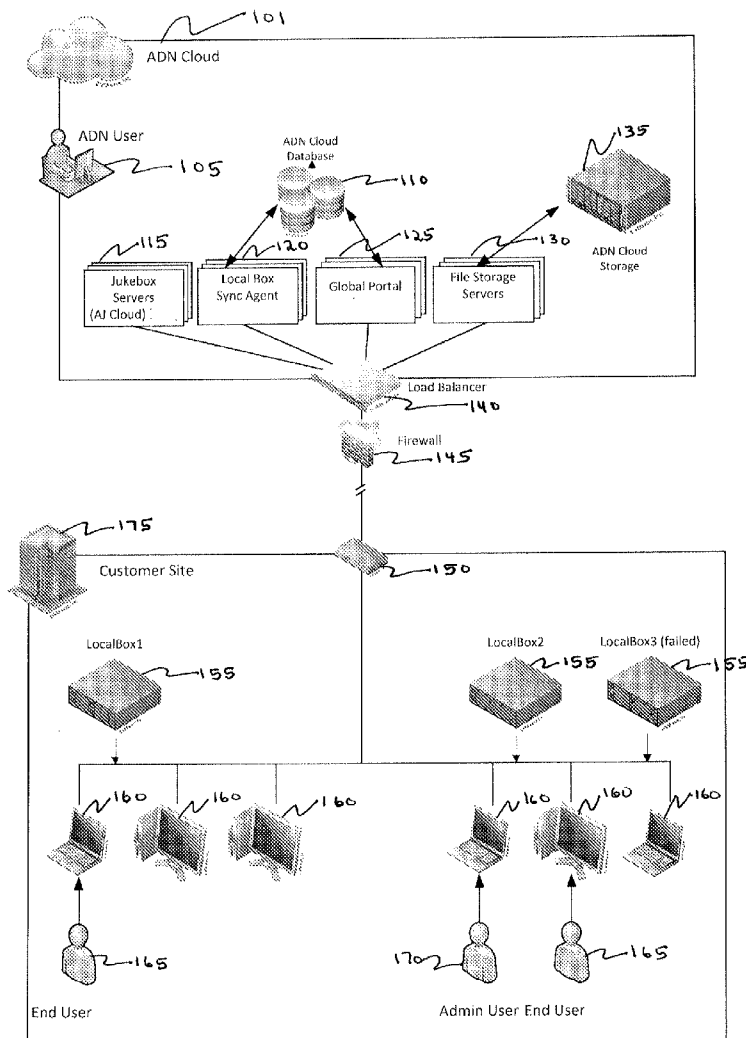 101
ADN Cloud
ADN User
105
ADN Cloud
Database
110
135
ADN Cloud
Storage
115
120
125
130
Jukebox
Servers
(AJ Cloud)
Local Box
Sync Agent
Global Portal
File Storage
Servers
Load Balancer
140
Firewall
145
175
Customer Site
150
LocalBox1
155
LocalBox2
155
LocalBox3 (failed)
155
160
160
160
160
160
160
165
170
165
End User
Admin User End User